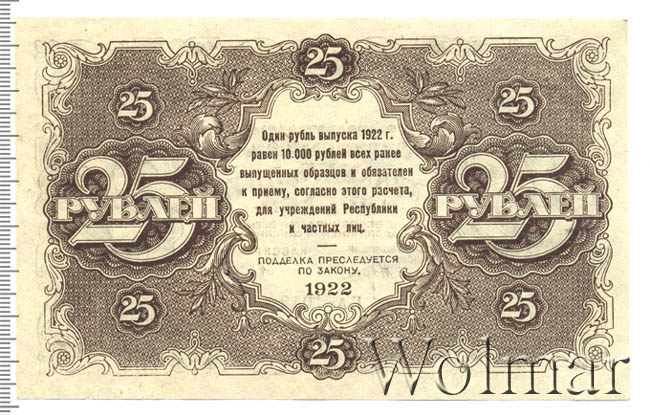 25
25
25
Один рубль выпуска 1922 г.
равен 10.000 рублей всех ранее
выпущенных образцов и обязателен
к приему, согласно этого расчета,
для учреждений Республики
и частных лиц.
25 РУБЛЕЙ
25 РУБЛЕЙ
ПОДДЕЛКА ПРЕСЛЕДУЕТСЯ
ПО ЗАКОНУ.
1922
25
25
25
Wolmar